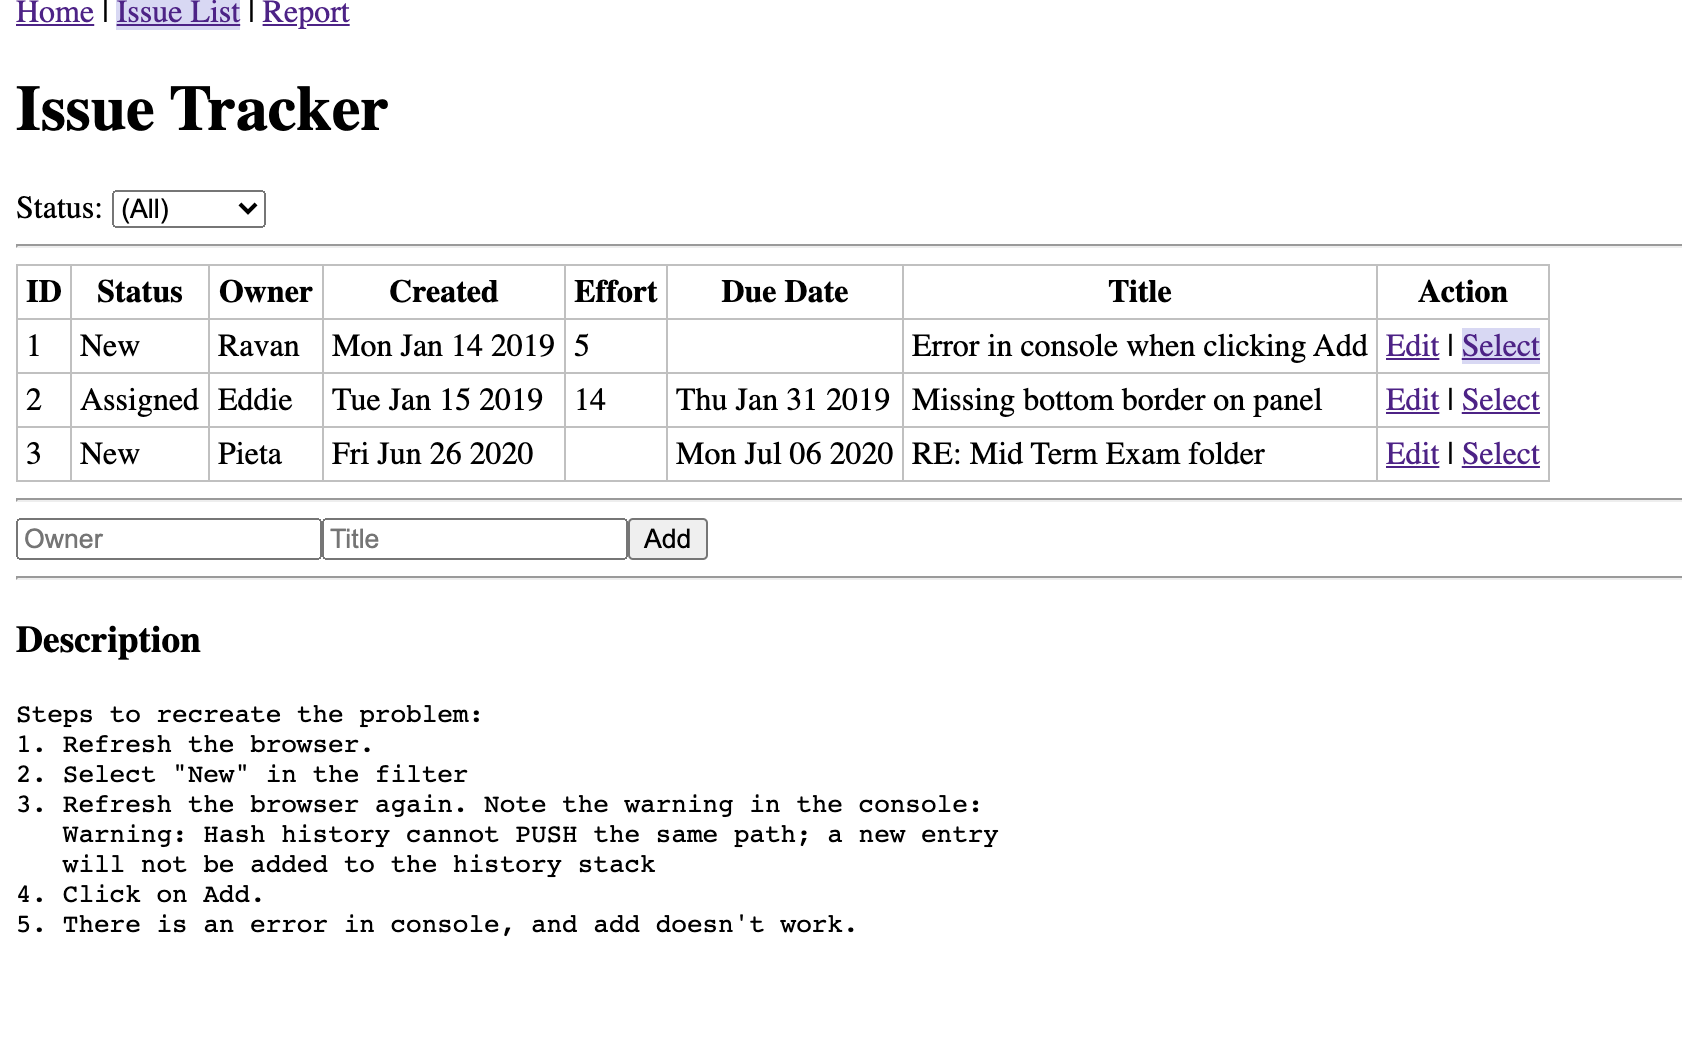 Home | Issue List | Report
Issue Tracker
Status: (All)
ID Status Owner Created Effort Due Date Title Action
1 New Ravan Mon Jan 14 2019 5 Error in console when clicking Add Edit | Select
2 Assigned Eddie Tue Jan 15 2019 14 Thu Jan 31 2019 Missing bottom border on panel Edit | Select
3 New Pieta Fri Jun 26 2020 Mon Jul 06 2020 RE: Mid Term Exam folder Edit | Select
Owner Title Add
Description
Steps to recreate the problem:
1. Refresh the browser.
2. Select "New" in the filter
3. Refresh the browser again. Note the warning in the console:
Warning: Hash history cannot PUSH the same path; a new entry
will not be added to the history stack
4. Click on Add.
5. There is an error in console, and add doesn't work.